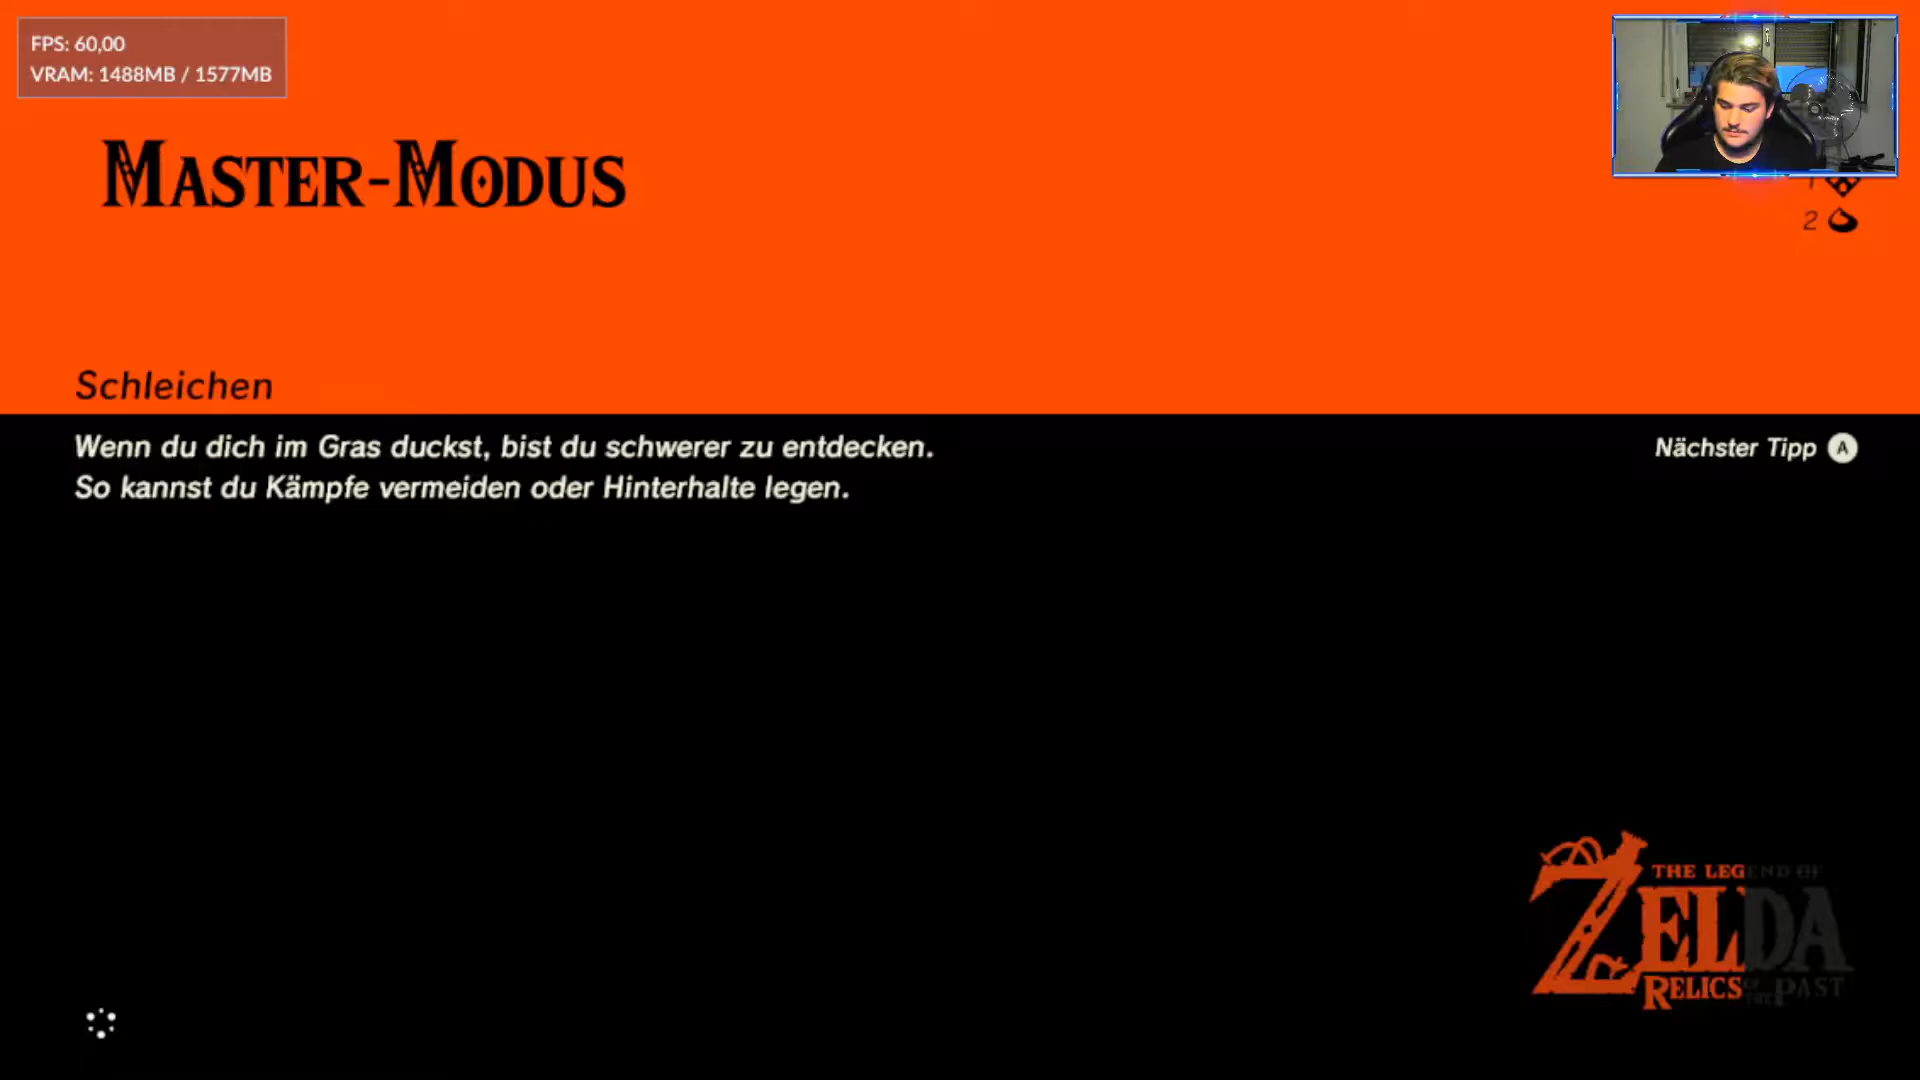 FPS: 60,00
VRAM: 1488MB / 1577MB
MASTER-MODUS
1
2
Schleichen
Wenn du dich im Gras duckst, bist du schwerer zu entdecken.
So kannst du Kämpfe vermeiden oder Hinterhalte legen.
Nächster Tipp A
THE LEGEND OF
ZELDA
RELICS OF THE PAST